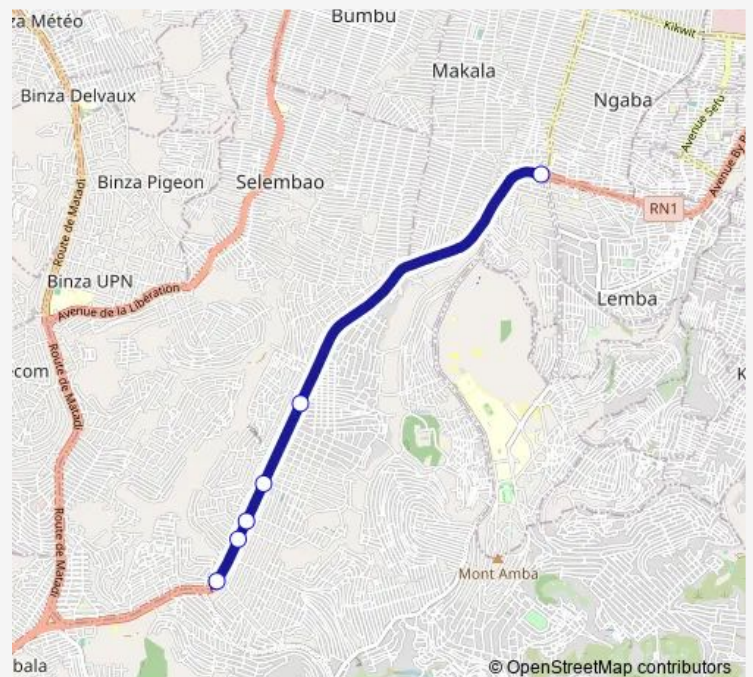 Bumbu
za Météo
Kikwit
Makala
Binza Delvaux
Ngaba
Avenue Sefu
Avenue By P
Binza Pigeon
Selembao
Route de Matadi
RN1
Binza UPN
Avenue de la Libération
Lemba
Route de Matadi
ecom
K
Route de Matadi
Mont Amba
bala
© OpenStreetMap contributors